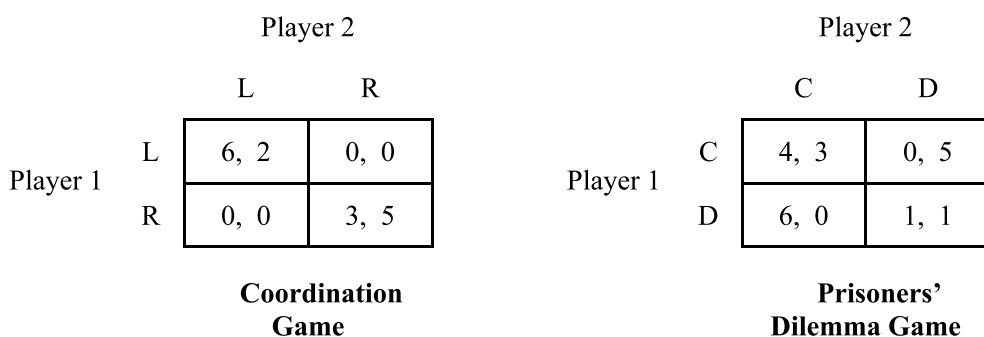 Player 2
L R
L 6, 2 0, 0
Player 1
R 0, 0 3, 5
Coordination
Game
Player 2
C D
C 4, 3 0, 5
Player 1
D 6, 0 1, 1
Prisoners’
Dilemma Game